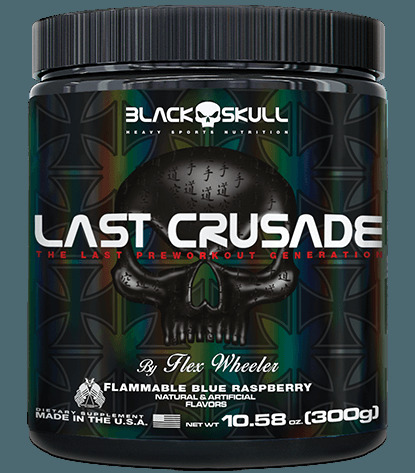 BLACK SKULL
HEAVY SPORTS NUTRITION
LAST CRUSADE
THE LAST PREWORKOUT GENERATION
By Flex Wheeler
FLAMMABLE BLUE RASPBERRY
NATURAL & ARTIFICIAL
FLAVORS
DIETARY SUPPLEMENT
MADE IN THE U.S.A.
NET WT 10.58 oz. (300g)